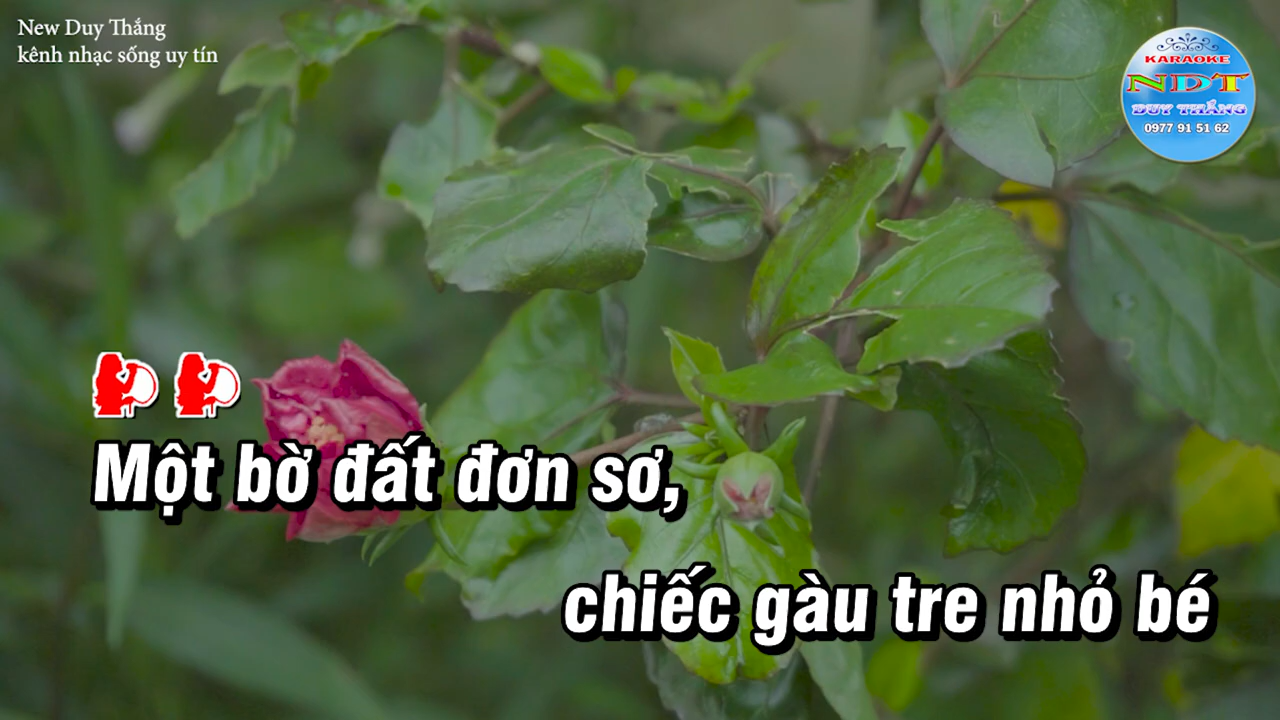 New Duy Thắng
kênh nhạc sống uy tín
KARAOKE
NDT
DUY THẮNG
0977 91 51 62
Một bờ đất đơn sơ,
chiếc gàu tre nhỏ bé